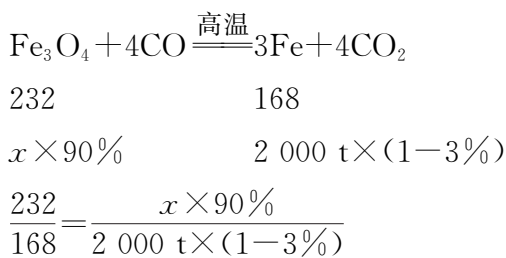 Fe₃O₄+4CO =高温= 3Fe+4CO₂
232 168
x×90% 2 000 t×(1-3%)
232/168 = x×90%/2 000 t×(1-3%)